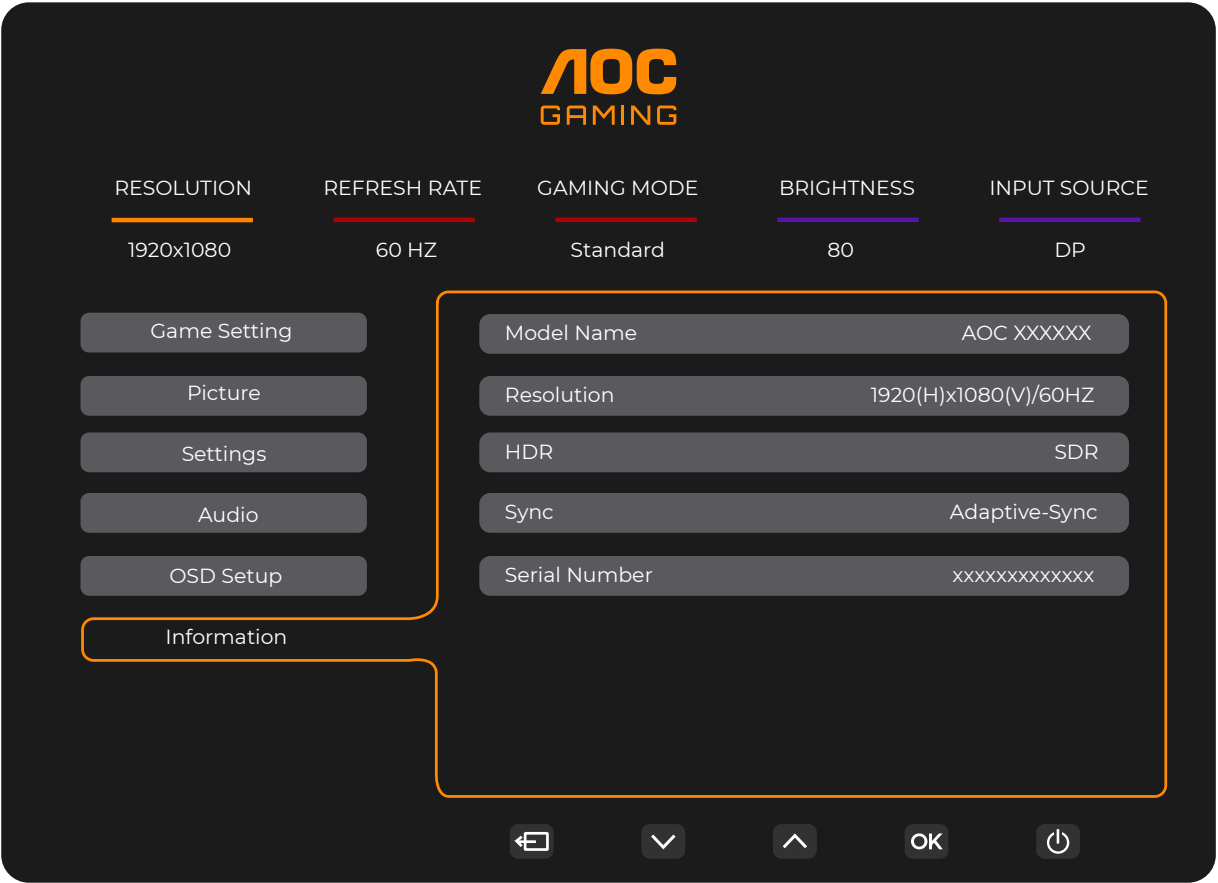 AOC
GAMING
RESOLUTION REFRESH RATE GAMING MODE BRIGHTNESS INPUT SOURCE
1920x1080 60 HZ Standard 80 DP
Game Setting
Picture
Settings
Audio
OSD Setup
Information
Model Name AOC XXXXXX
Resolution 1920(H)x1080(V)/60HZ
HDR SDR
Sync Adaptive-Sync
Serial Number xxxxxxxxxxxxx
OK